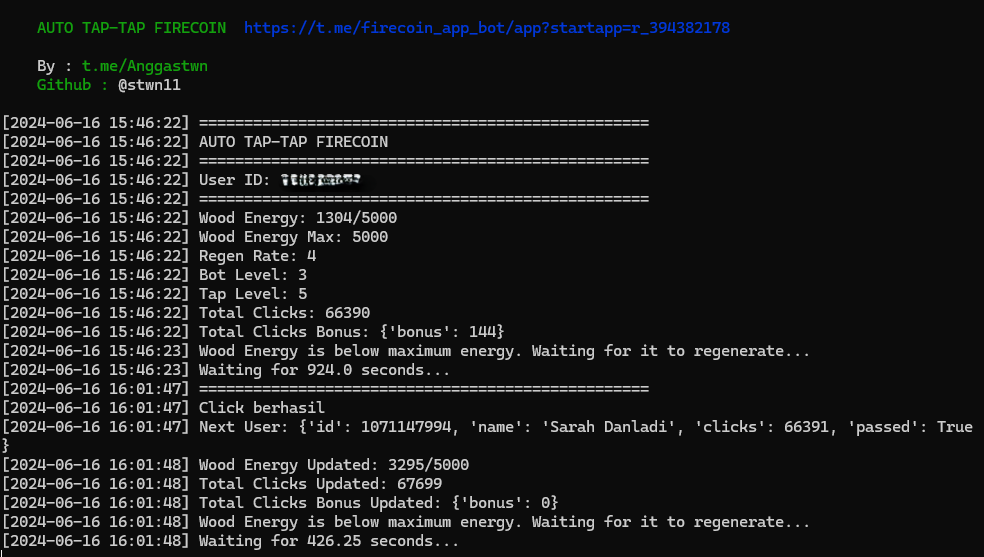 AUTO TAP-TAP FIRECOIN https://t.me/firecoin_app_bot/app?startapp=r_394382178
By : t.me/Anggastwn
Github : @stwn11
[2024-06-16 15:46:22] ==================================================
[2024-06-16 15:46:22] AUTO TAP-TAP FIRECOIN
[2024-06-16 15:46:22] ==================================================
[2024-06-16 15:46:22] User ID:
[2024-06-16 15:46:22] ==================================================
[2024-06-16 15:46:22] Wood Energy: 1304/5000
[2024-06-16 15:46:22] Wood Energy Max: 5000
[2024-06-16 15:46:22] Regen Rate: 4
[2024-06-16 15:46:22] Bot Level: 3
[2024-06-16 15:46:22] Tap Level: 5
[2024-06-16 15:46:22] Total Clicks: 66390
[2024-06-16 15:46:22] Total Clicks Bonus: {'bonus': 144}
[2024-06-16 15:46:23] Wood Energy is below maximum energy. Waiting for it to regenerate...
[2024-06-16 15:46:23] Waiting for 924.0 seconds...
[2024-06-16 16:01:47] ==================================================
[2024-06-16 16:01:47] Click berhasil
[2024-06-16 16:01:47] Next User: {'id': 1071147994, 'name': 'Sarah Danladi', 'clicks': 66391, 'passed': True
}
[2024-06-16 16:01:48] Wood Energy Updated: 3295/5000
[2024-06-16 16:01:48] Total Clicks Updated: 67699
[2024-06-16 16:01:48] Total Clicks Bonus Updated: {'bonus': 0}
[2024-06-16 16:01:48] Wood Energy is below maximum energy. Waiting for it to regenerate...
[2024-06-16 16:01:48] Waiting for 426.25 seconds...